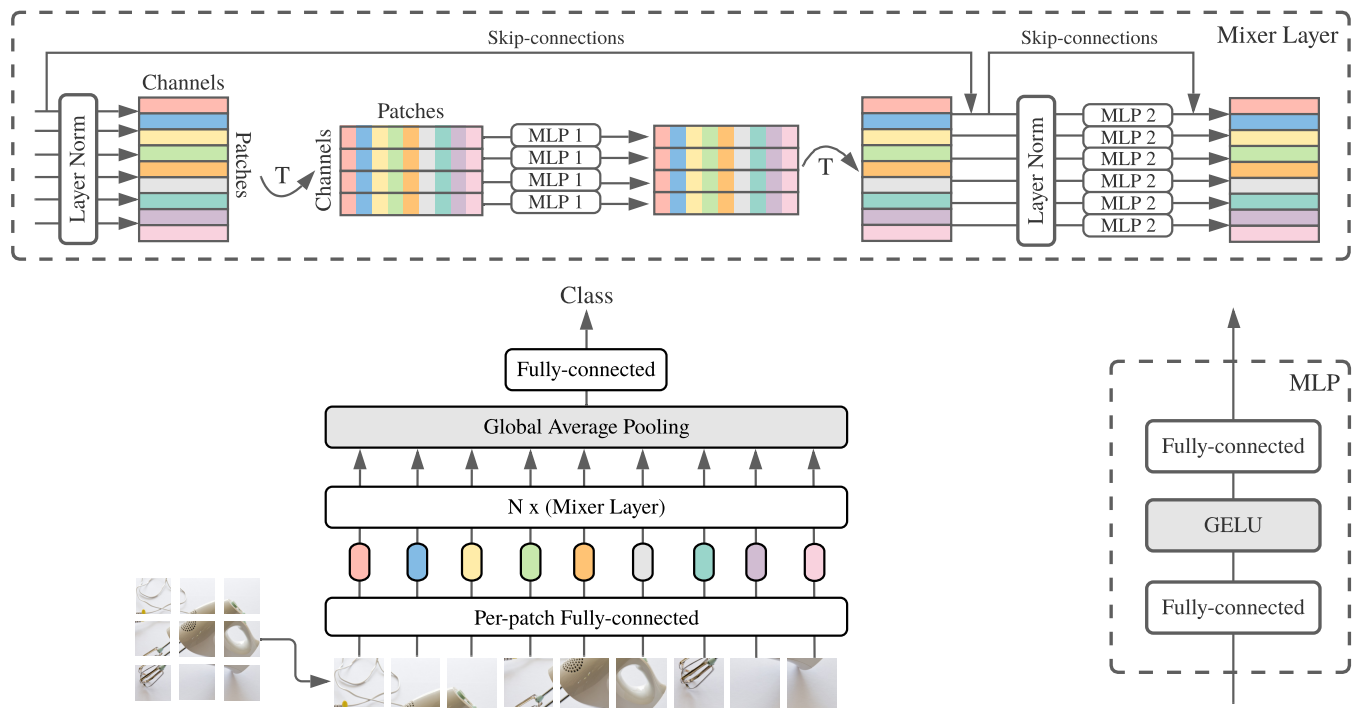 Skip-connections
Skip-connections
Mixer Layer
Channels
Layer Norm
Patches
T
Patches
Channels
MLP 1
MLP 1
MLP 1
MLP 1
T
Layer Norm
MLP 2
MLP 2
MLP 2
MLP 2
MLP 2
MLP 2
Class
Fully-connected
Global Average Pooling
N x (Mixer Layer)
Per-patch Fully-connected
MLP
Fully-connected
GELU
Fully-connected